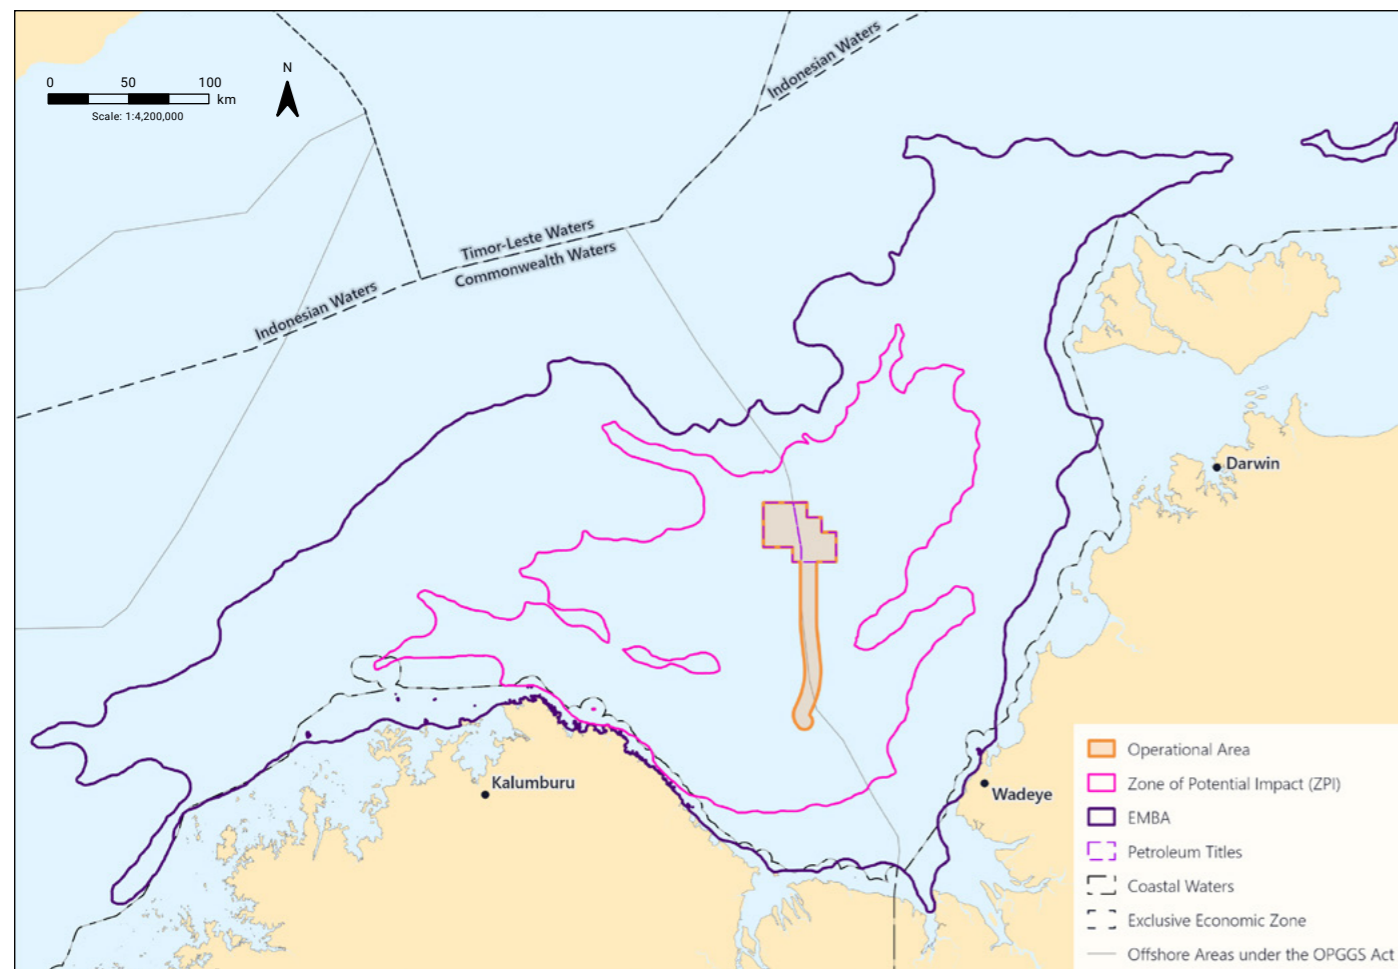 Indonesian Waters
0 50 100
km
Scale: 1:4,200,000
N
Timor-Leste Waters
Commonwealth Waters
Indonesian Waters
Darwin
Kalumburu
Wadeye
Operational Area
Zone of Potential Impact (ZPI)
EMBA
Petroleum Titles
Coastal Waters
Exclusive Economic Zone
Offshore Areas under the OPGGS Act